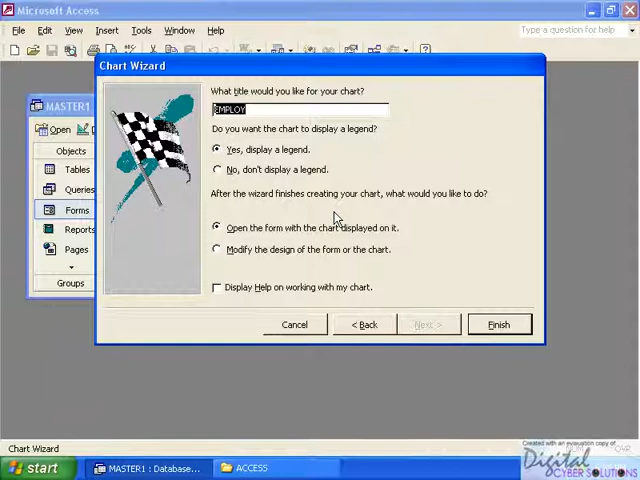 Microsoft Access
File Edit View Insert Tools Window Help
Type a question for help
Chart Wizard
MASTER1
Open
Objects
Tables
Queries
Forms
Reports
Pages
Groups
What title would you like for your chart?
EMPLOY
Do you want the chart to display a legend?
Yes, display a legend.
No, don't display a legend.
After the wizard finishes creating your chart, what would you like to do?
Open the form with the chart displayed on it.
Modify the design of the form or the chart.
Display Help on working with my chart.
Cancel < Back Next > Finish
Chart Wizard
Created with an evaluation copy of
Digital
CYBER SOLUTIONS
start MASTER1 : Database... ACCESS